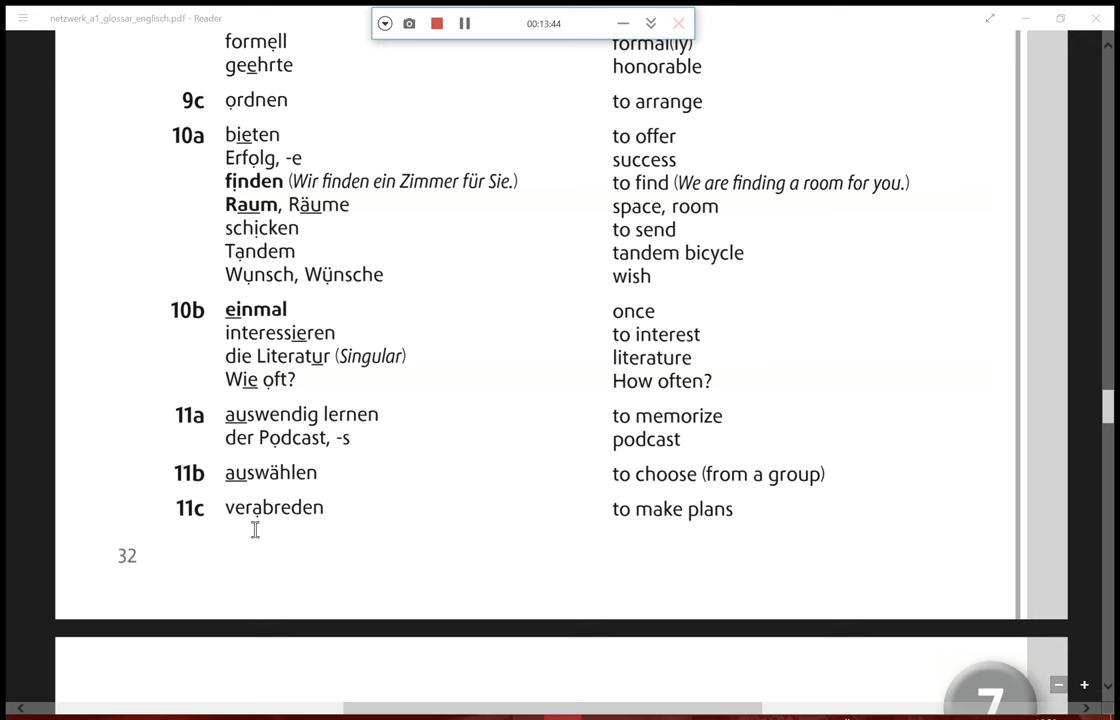 netzwerk_a1_glossar_englisch.pdf - Reader
00:13:44
formell formal(ly)
geehrte honorable
9c ordnen to arrange
10a bieten to offer
Erfolg, -e success
finden (Wir finden ein Zimmer für Sie.) to find (We are finding a room for you.)
Raum, Räume space, room
schicken to send
Tandem tandem bicycle
Wunsch, Wünsche wish
10b einmal once
interessieren to interest
die Literatur (Singular) literature
Wie oft? How often?
11a auswendig lernen to memorize
der Podcast, -s podcast
11b auswählen to choose (from a group)
11c verabreden to make plans
32
7